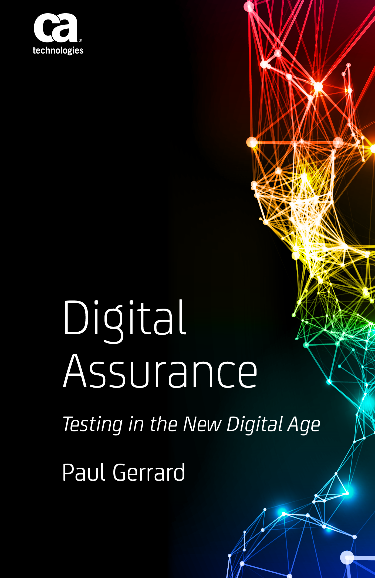 ca
technologies
Digital
Assurance
Testing in the New Digital Age
Paul Gerrard